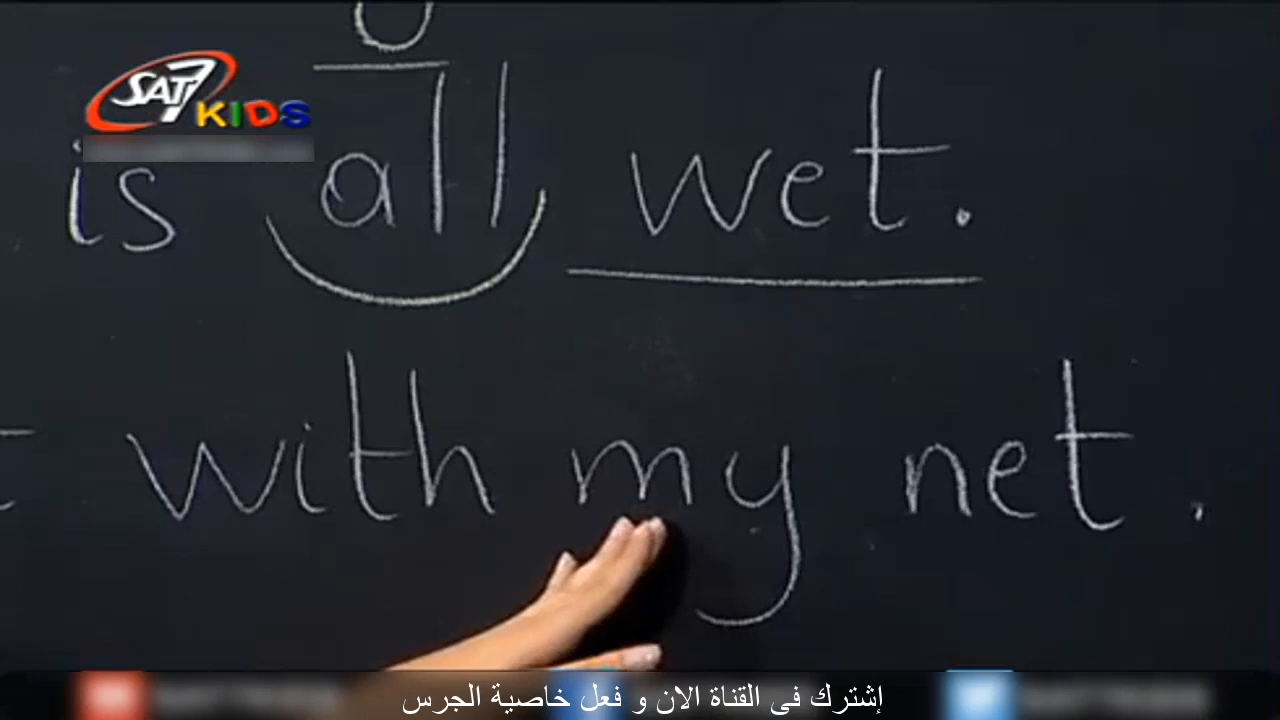 SAT7 KIDS
is all wet.
with my net.
إشترك فى القناة الان و فعل خاصية الجرس